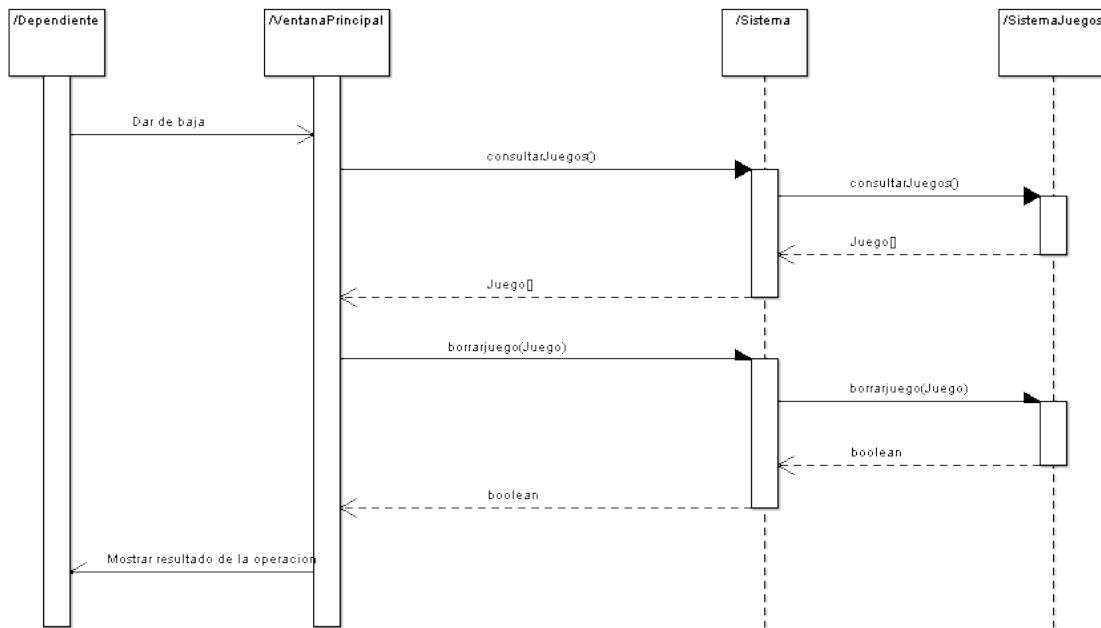 /Dependiente
/VentanaPrincipal
/Sistema
/SistemaJuegos
Dar de baja
consultarJuegos()
consultarJuegos()
Juego[]
Juego[]
borrarjuego(Juego)
borrarjuego(Juego)
boolean
boolean
Mostrar resultado de la operacion